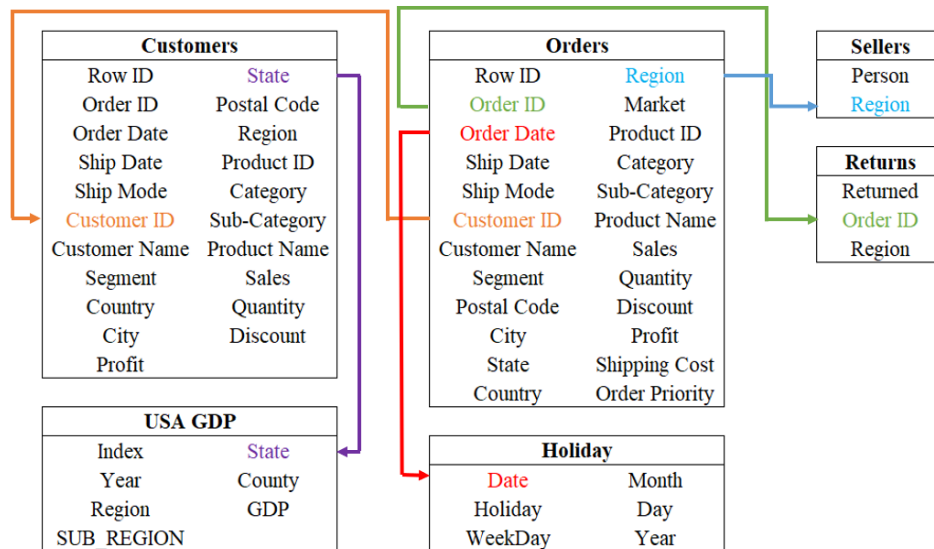 Customers
Row ID State
Order ID Postal Code
Order Date Region
Ship Date Product ID
Ship Mode Category
Customer ID Sub-Category
Customer Name Product Name
Segment Sales
Country Quantity
City Discount
Profit
Orders
Row ID Region
Order ID Market
Order Date Product ID
Ship Date Category
Ship Mode Sub-Category
Customer ID Product Name
Customer Name Sales
Segment Quantity
Postal Code Discount
City Profit
State Shipping Cost
Country Order Priority
Sellers
Person
Region
Returns
Returned
Order ID
Region
USA GDP
Index State
Year County
Region GDP
SUB_REGION
Holiday
Date Month
Holiday Day
WeekDay Year